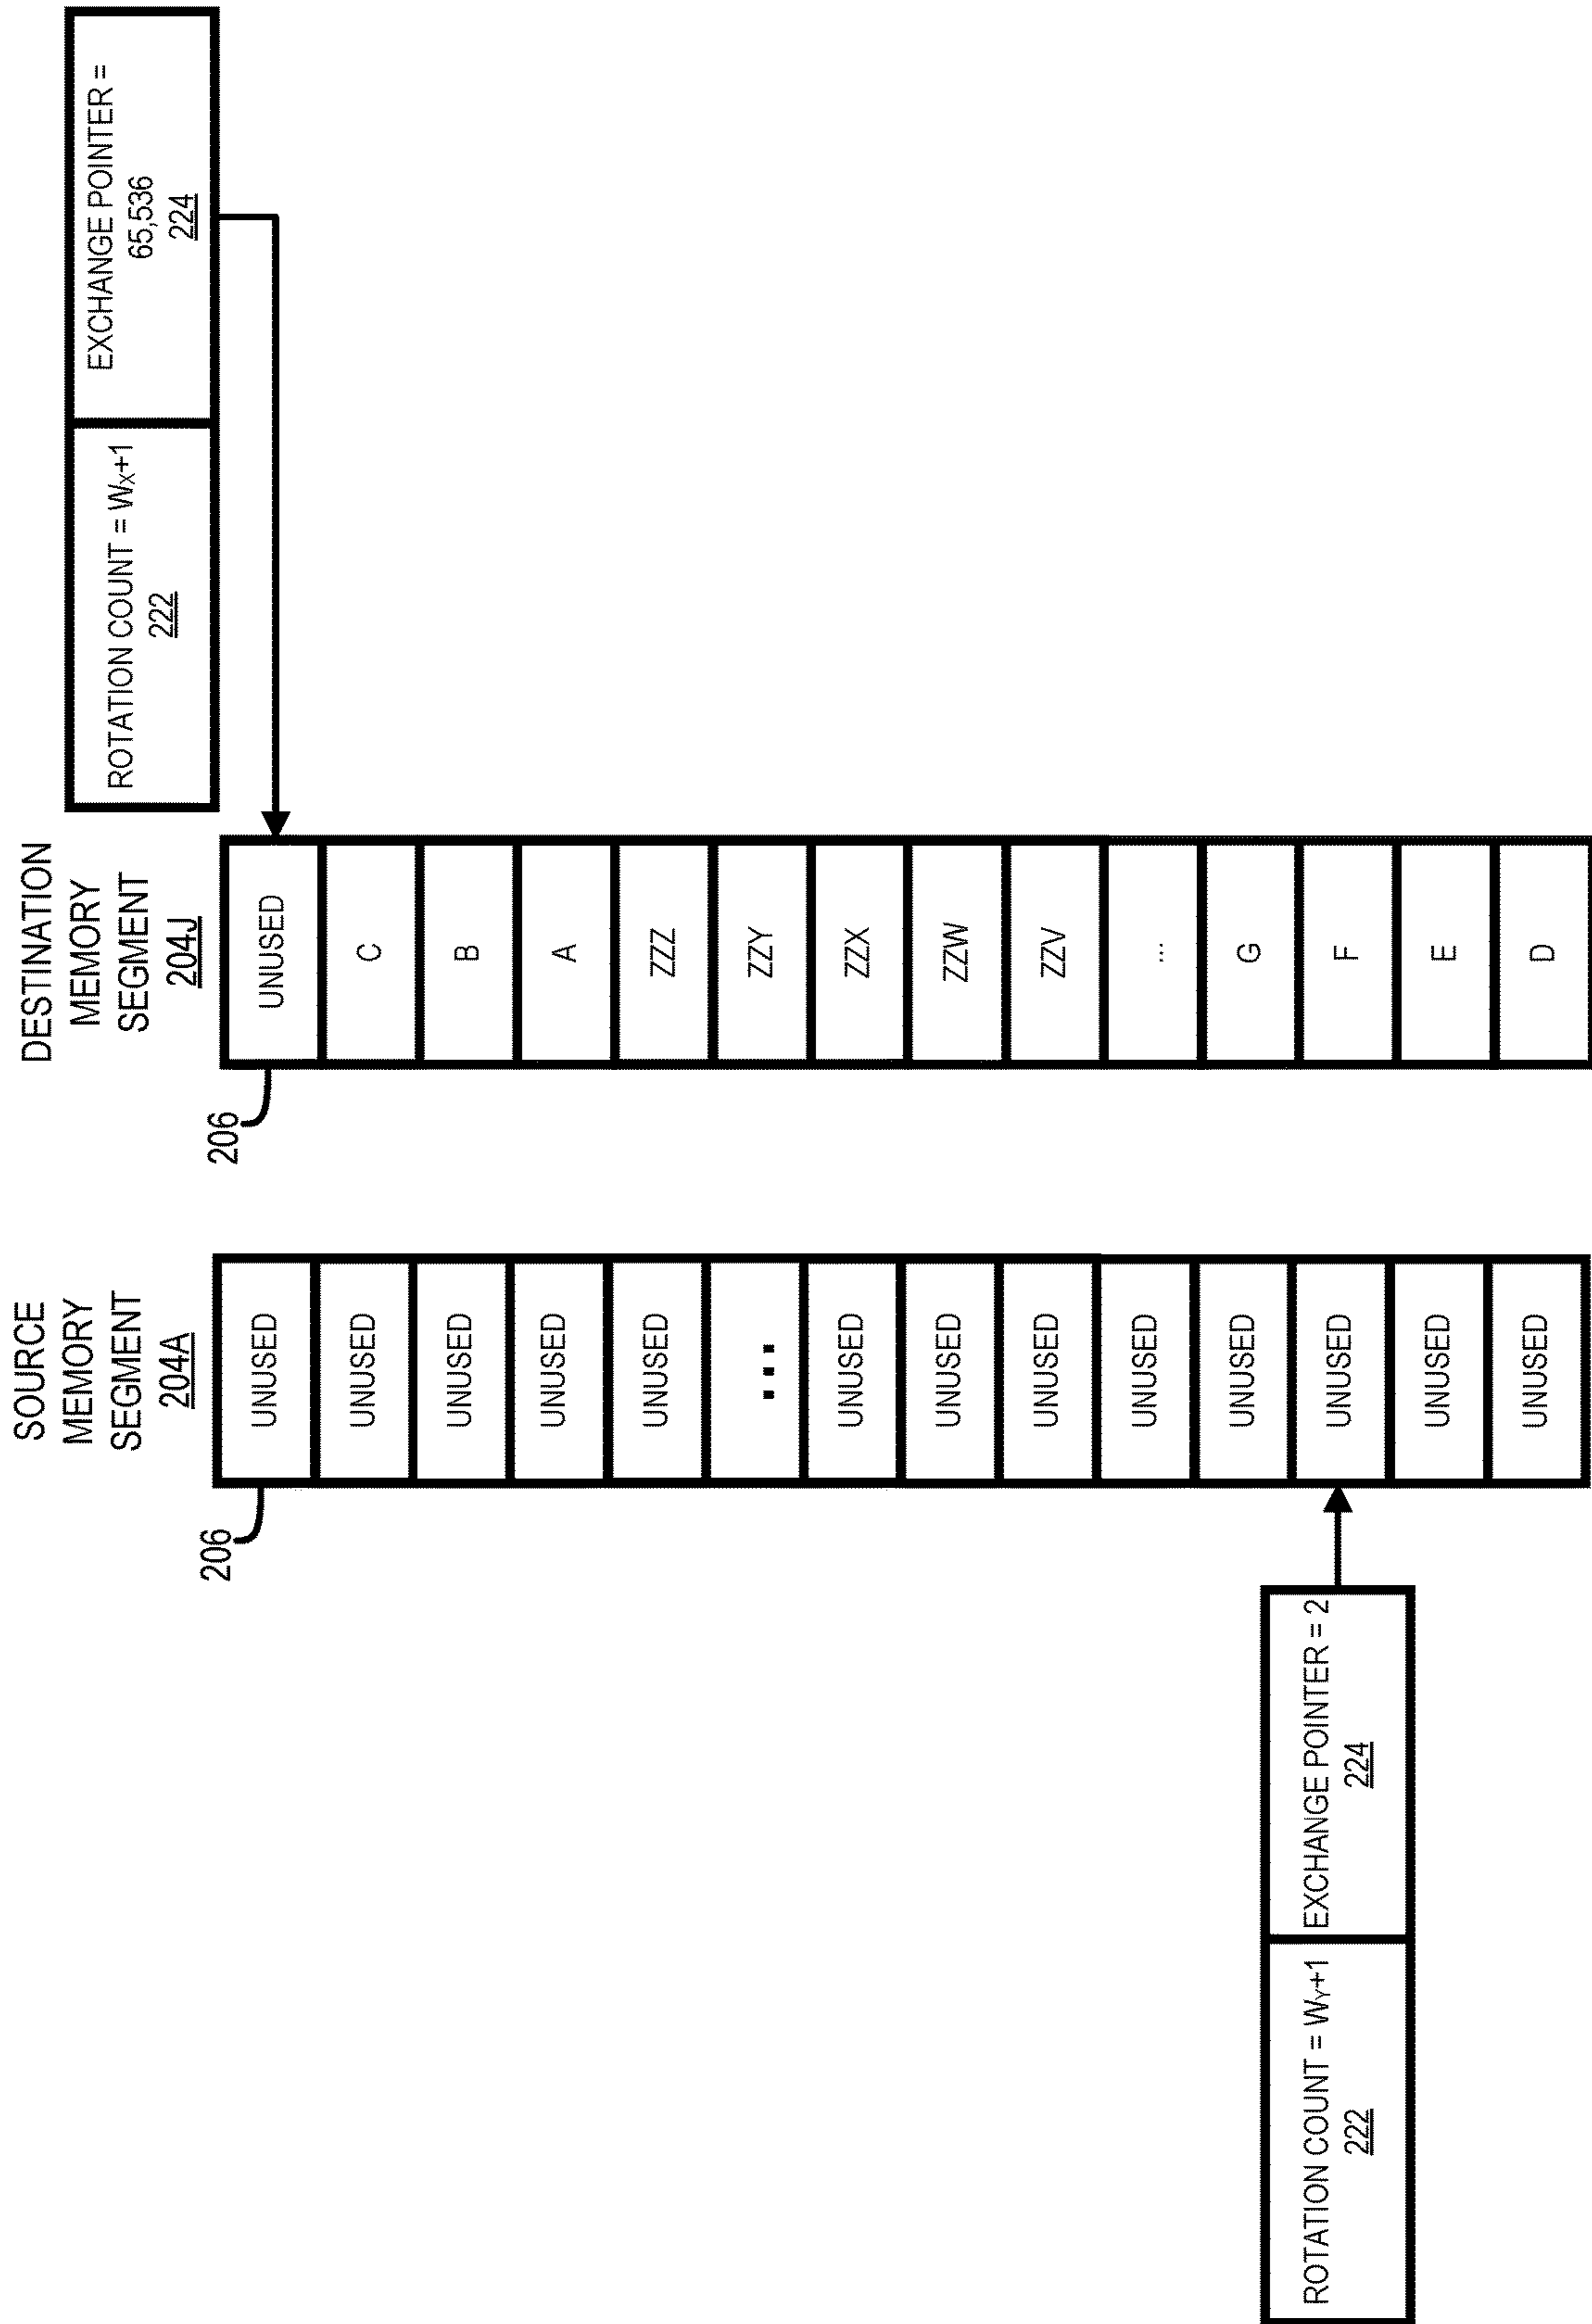 SOURCE
MEMORY
SEGMENT
204A
206
UNUSED
UNUSED
UNUSED
UNUSED
UNUSED
...
UNUSED
UNUSED
UNUSED
UNUSED
UNUSED
UNUSED
UNUSED
UNUSED
ROTATION COUNT = WY+1
222
EXCHANGE POINTER = 2
224
DESTINATION
MEMORY
SEGMENT
204J
206
UNUSED
C
B
A
ZZZ
ZZY
ZZX
ZZW
ZZV
...
G
F
E
D
ROTATION COUNT = WX+1
222
EXCHANGE POINTER =
65,536
224